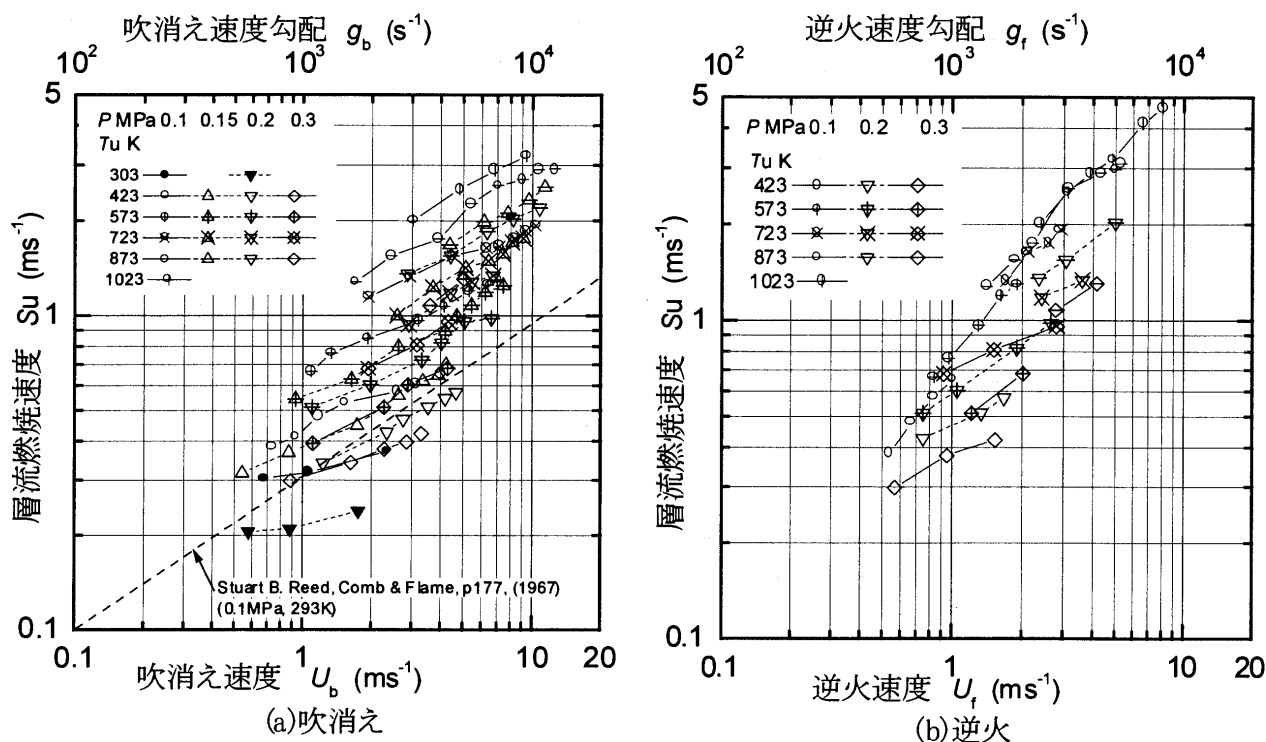 吹消え速度勾配 gb (s-1)
10² 10³ 10⁴
5
P MPa 0.1 0.15 0.2 0.3
Tu K
303
423
573
723
873
1023
層流燃焼速度 Su (ms-1)
1
Stuart B. Reed, Comb & Flame, p177, (1967)
(0.1MPa, 293K)
0.1
0.1 1 10 20
吹消え速度 Ub (ms-1)
(a)吹消え
逆火速度勾配 gf (s-1)
10² 10³ 10⁴
5
P MPa 0.1 0.2 0.3
Tu K
423
573
723
873
1023
層流燃焼速度 Su (ms-1)
1
0.1
0.1 1 10 20
逆火速度 Uf (ms-1)
(b)逆火